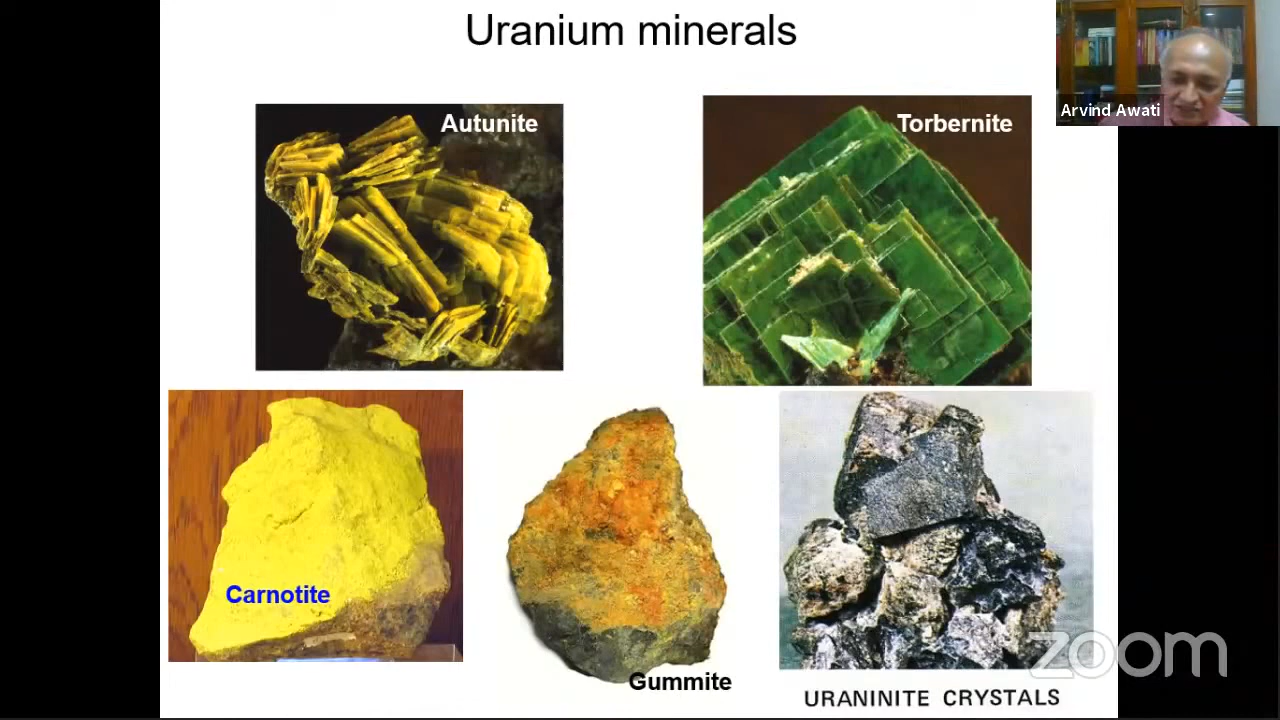 Uranium minerals
Arvind Awati
Autunite
Torbernite
Carnotite
Gummite
URANINITE CRYSTALS
zoom